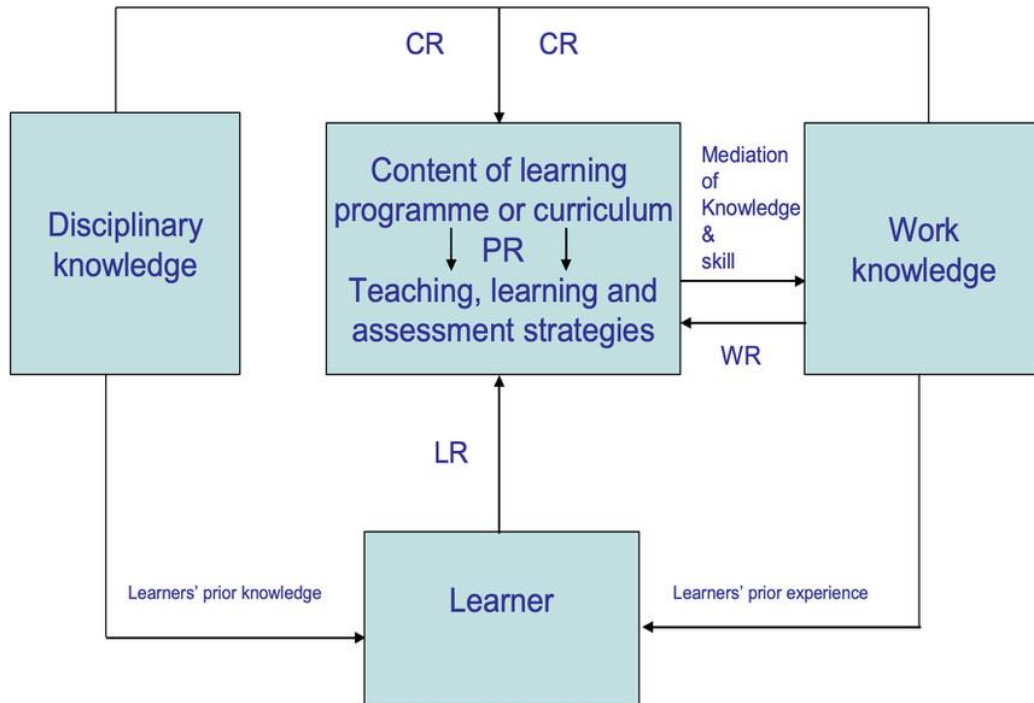 CR
CR
Disciplinary
knowledge
Content of learning
programme or curriculum
PR
Teaching, learning and
assessment strategies
Mediation
of
Knowledge
&
skill
WR
Work
knowledge
LR
Learners’ prior knowledge
Learner
Learners’ prior experience